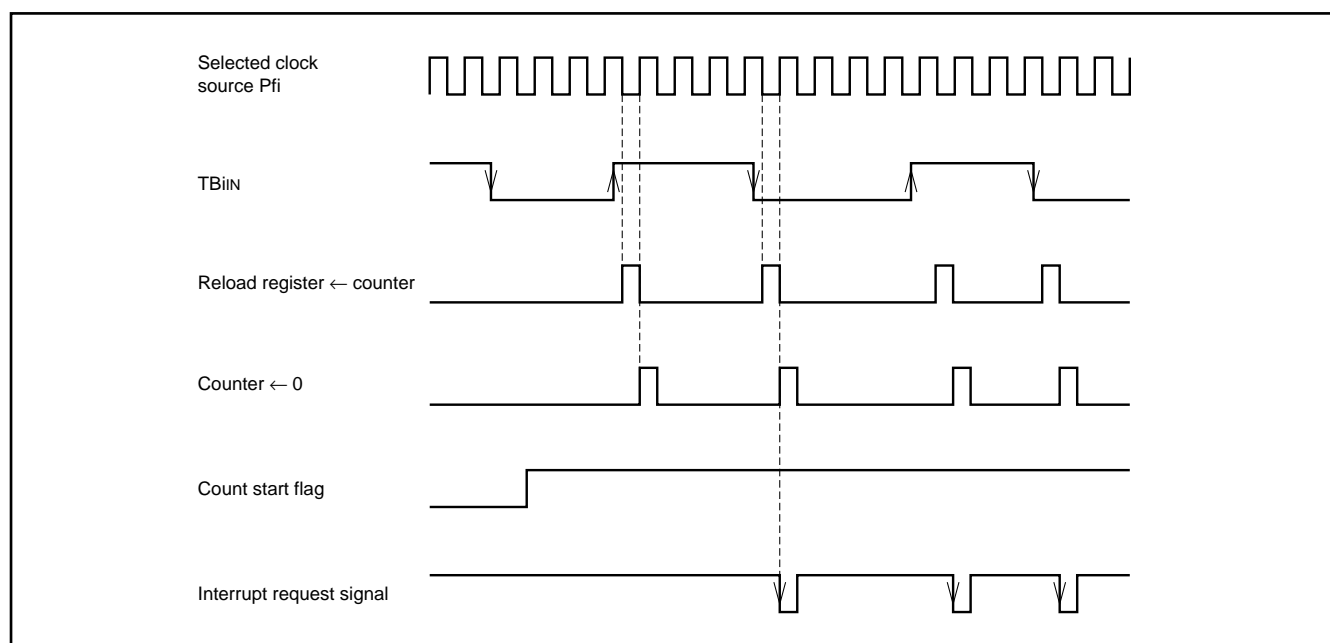 Selected clock
source Pfi
TBiIN
Reload register ← counter
Counter ← 0
Count start flag
Interrupt request signal